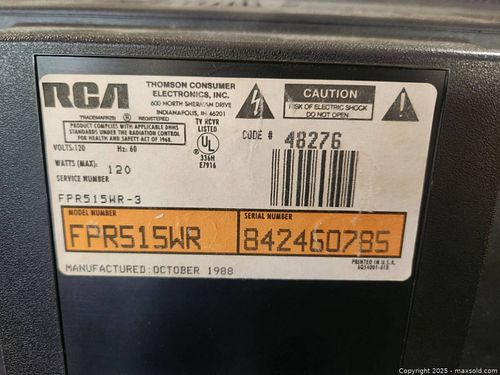 RCA
TRADEMARK(S) ® REGISTERED
THOMSON CONSUMER
ELECTRONICS, INC.
600 NORTH SHERMAN DRIVE
INDIANAPOLIS, IN 46201
CAUTION
RISK OF ELECTRIC SHOCK
DO NOT OPEN
PRODUCT COMPLIES WITH APPLICABLE DHHS
STANDARDS UNDER THE RADIATION CONTROL
FOR HEALTH AND SAFETY ACT OF 1968.
TV RCVR
LISTED
UL
336H
E7916
CODE # 48276
VOLTS:120 Hz: 60
WATTS (MAX): 120
SERVICE NUMBER
FPR515WR-3
MODEL NUMBER
FPR515WR
SERIAL NUMBER
842460785
MANUFACTURED:OCTOBER 1988
PRINTED IN U.S.A.
Copyright © 2025 - maxsold.com